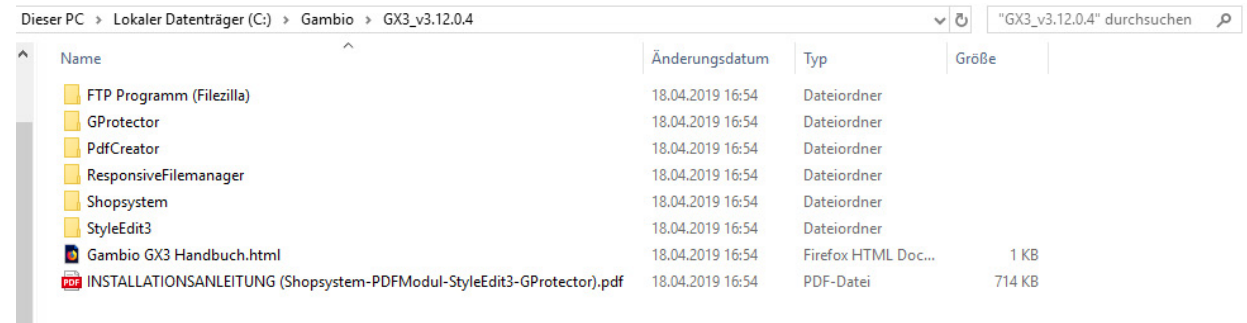 Dieser PC > Lokaler Datenträger (C:) > Gambio > GX3_v3.12.0.4 "GX3_v3.12.0.4" durchsuchen
Name Änderungsdatum Typ Größe
FTP Programm (Filezilla) 18.04.2019 16:54 Dateiordner
GProtector 18.04.2019 16:54 Dateiordner
PdfCreator 18.04.2019 16:54 Dateiordner
ResponsiveFilemanager 18.04.2019 16:54 Dateiordner
Shopsystem 18.04.2019 16:54 Dateiordner
StyleEdit3 18.04.2019 16:54 Dateiordner
Gambio GX3 Handbuch.html 18.04.2019 16:54 Firefox HTML Doc... 1 KB
PDF INSTALLATIONSANLEITUNG (Shopsystem-PDFModul-StyleEdit3-GProtector).pdf 18.04.2019 16:54 PDF-Datei 714 KB